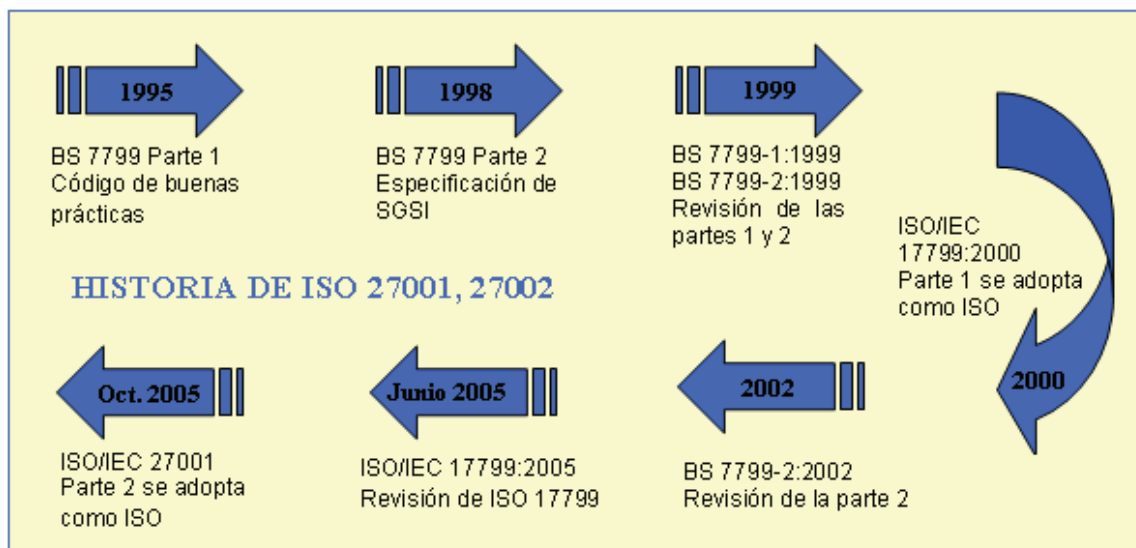 1995
BS 7799 Parte 1
Código de buenas
prácticas
1998
BS 7799 Parte 2
Especificación de
SGSI
1999
BS 7799-1:1999
BS 7799-2:1999
Revisión de las
partes 1 y 2
ISO/IEC
17799:2000
Parte 1 se adopta
como ISO
2000
HISTORIA DE ISO 27001, 27002
2002
BS 7799-2:2002
Revisión de la parte 2
Junio 2005
ISO/IEC 17799:2005
Revisión de ISO 17799
Oct. 2005
ISO/IEC 27001
Parte 2 se adopta
como ISO